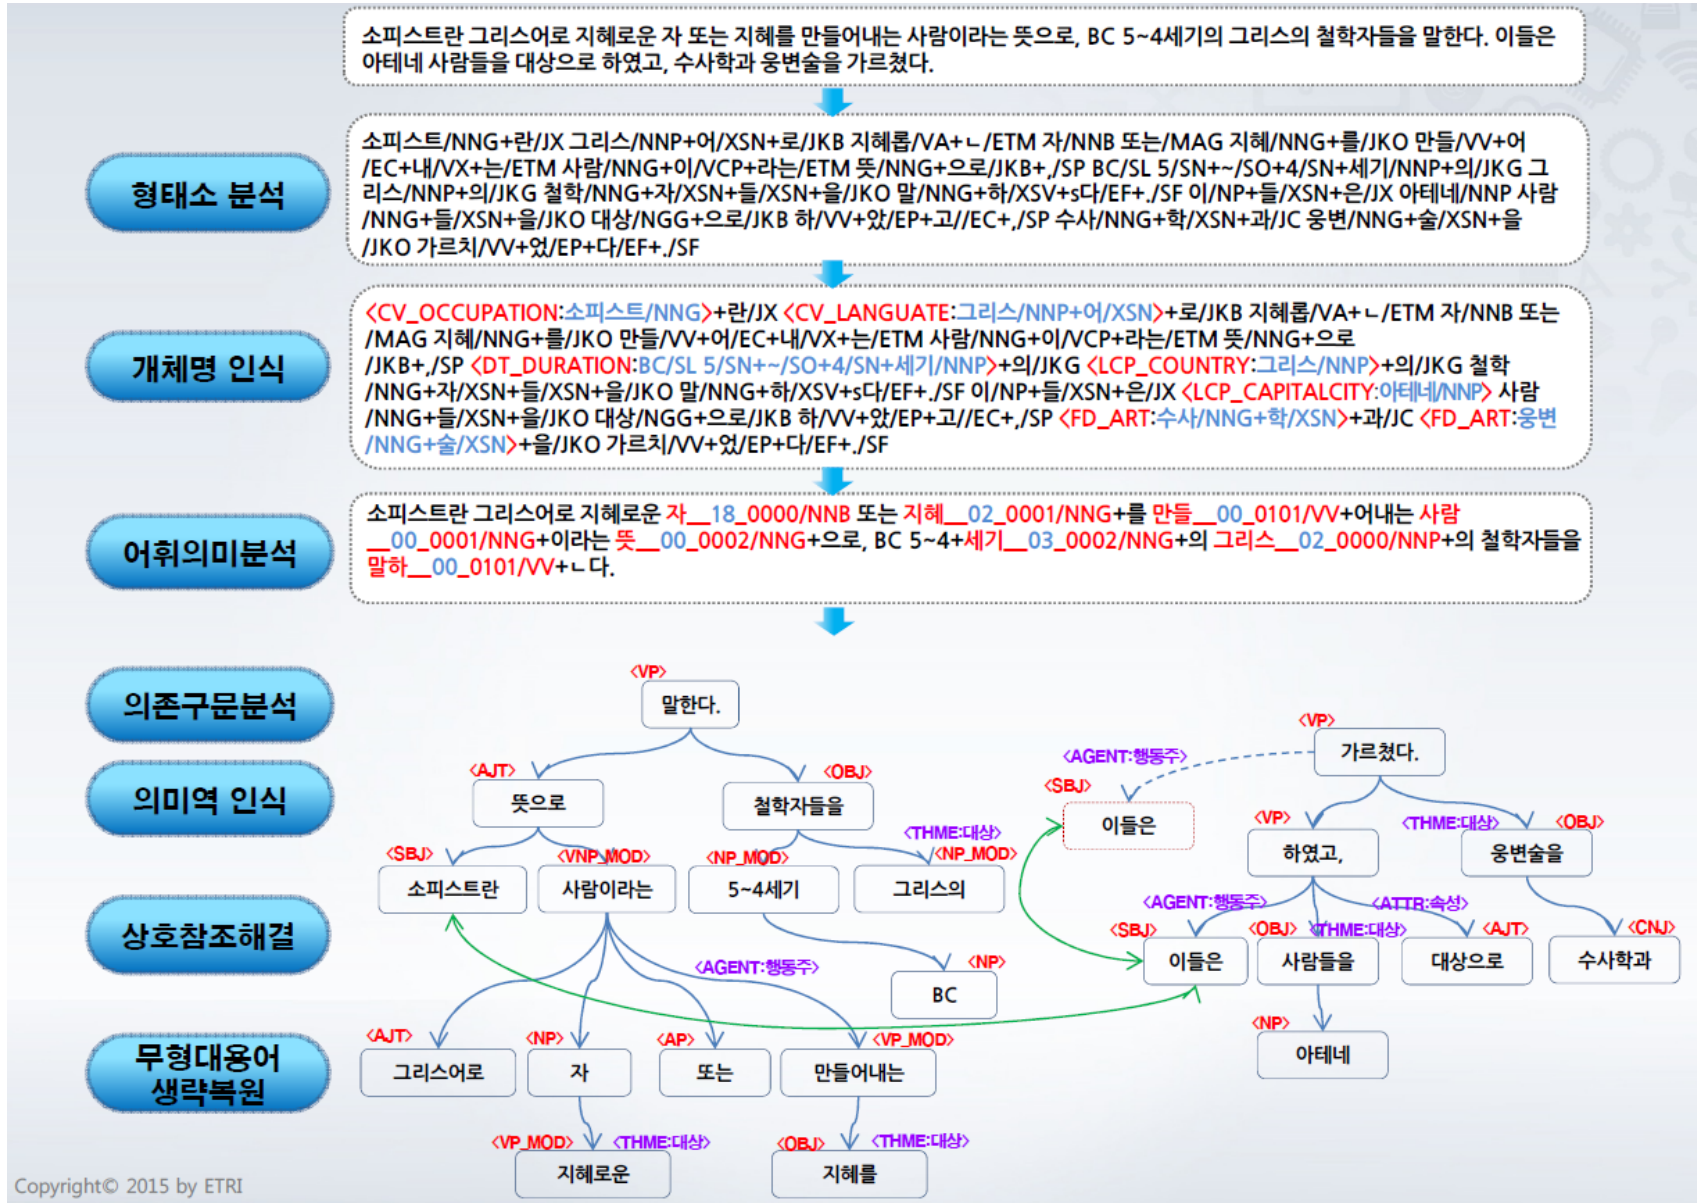 소피스트란 그리스어로 지혜로운 자 또는 지혜를 만들어내는 사람이라는 뜻으로, BC 5~4세기의 그리스의 철학자들을 말한다. 이들은
아테네 사람들을 대상으로 하였고, 수사학과 웅변술을 가르쳤다.
형태소 분석
소피스트/NNG+란/JX 그리스/NNP+어/XSN+로/JKB 지혜롭/VA+ㄴ/ETM 자/NNB 또는/MAG 지혜/NNG+를/JKO 만들/VV+어
/EC+내/VX+는/ETM 사람/NNG+이/VCP+라는/ETM 뜻/NNG+으로/JKB+,/SP BC/SL 5/SN+~/SO+4/SN+세기/NNP+의/JKG 그
리스/NNP+의/JKG 철학/NNG+자/XSN+들/XSN+을/JKO 말/NNG+하/XSV+s다/EF+./SF 이/NP+들/XSN+은/JX 아테네/NNP 사람
/NNG+들/XSN+을/JKO 대상/NGG+으로/JKB 하/VV+았/EP+고//EC+,/SP 수사/NNG+학/XSN+과/JC 웅변/NNG+술/XSN+을
/JKO 가르치/VV+었/EP+다/EF+./SF
개체명 인식
<CV_OCCUPATION:소피스트/NNG>+란/JX <CV_LANGUATE:그리스/NNP+어/XSN>+로/JKB 지혜롭/VA+ㄴ/ETM 자/NNB 또는
/MAG 지혜/NNG+를/JKO 만들/VV+어/EC+내/VX+는/ETM 사람/NNG+이/VCP+라는/ETM 뜻/NNG+으로
/JKB+,/SP <DT_DURATION:BC/SL 5/SN+~/SO+4/SN+세기/NNP>+의/JKG <LCP_COUNTRY:그리스/NNP>+의/JKG 철학
/NNG+자/XSN+들/XSN+을/JKO 말/NNG+하/XSV+s다/EF+./SF 이/NP+들/XSN+은/JX <LCP_CAPITALCITY:아테네/NNP> 사람
/NNG+들/XSN+을/JKO 대상/NGG+으로/JKB 하/VV+았/EP+고//EC+,/SP <FD_ART:수사/NNG+학/XSN>+과/JC <FD_ART:웅변
/NNG+술/XSN>+을/JKO 가르치/VV+었/EP+다/EF+./SF
어휘의미분석
소피스트란 그리스어로 지혜로운 자__18_0000/NNB 또는 지혜__02_0001/NNG+를 만들__00_0101/VV+어내는 사람
__00_0001/NNG+이라는 뜻__00_0002/NNG+으로, BC 5~4+세기__03_0002/NNG+의 그리스__02_0000/NNP+의 철학자들을
말하__00_0101/VV+ㄴ다.
의존구문분석
의미역 인식
상호참조해결
무형대용어
생략복원
<VP>
말한다.
<AJT>
뜻으로
<OBJ>
철학자들을
<SBJ>
소피스트란
<VNP_MOD>
사람이라는
<NP_MOD>
5~4세기
<THME:대상>
<NP_MOD>
그리스의
<AGENT:행동주>
<NP>
BC
<AJT>
그리스어로
<NP>
자
<AP>
또는
<VP_MOD>
만들어내는
<VP_MOD>
<THME:대상>
지혜로운
<OBJ>
<THME:대상>
지혜를
<VP>
가르쳤다.
<AGENT:행동주>
<SBJ>
이들은
<VP>
하였고,
<THME:대상>
<OBJ>
웅변술을
<AGENT:행동주>
<SBJ>
이들은
<OBJ>
<THME:대상>
사람들을
<ATTR:속성>
<AJT>
대상으로
<CNJ>
수사학과
<NP>
아테네
Copyright© 2015 by ETRI